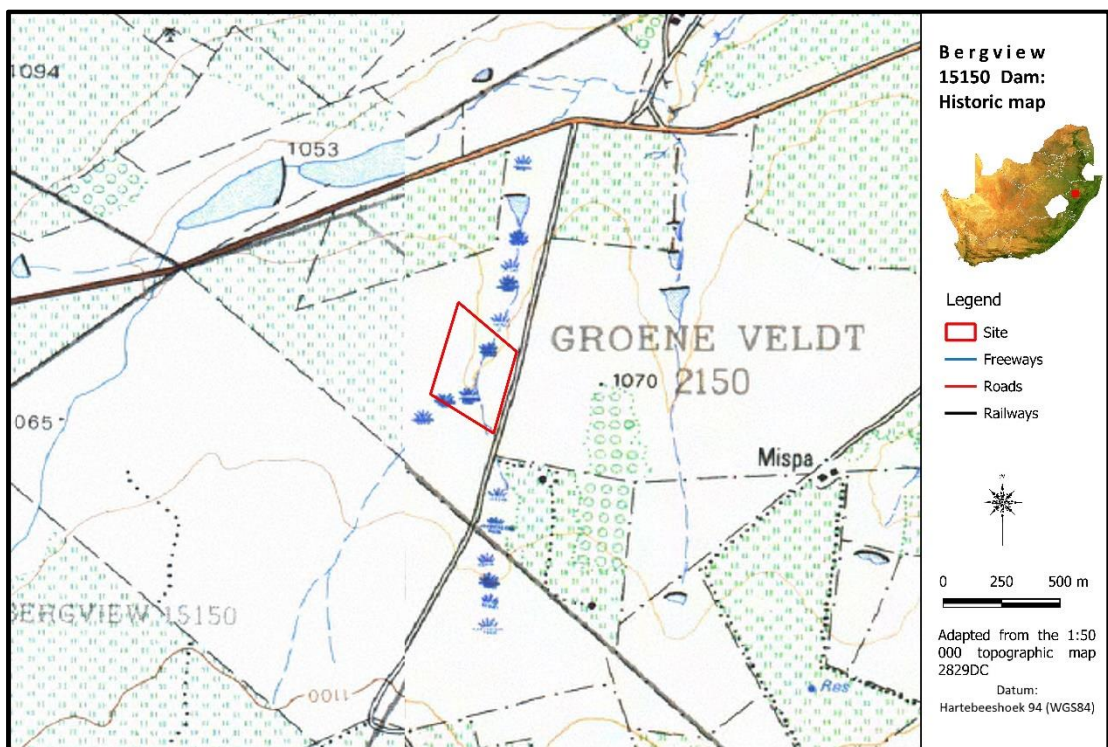 1094
1053
GROENE VELDT
2150
1070
065
Mispa
BERGVIEW 15150
1100
Res
Bergview
15150 Dam:
Historic map
Legend
Site
Freeways
Roads
Railways
0 250 500 m
Adapted from the 1:50
000 topographic map
2829DC
Datum:
Hartebeeshoek 94 (WGS84)